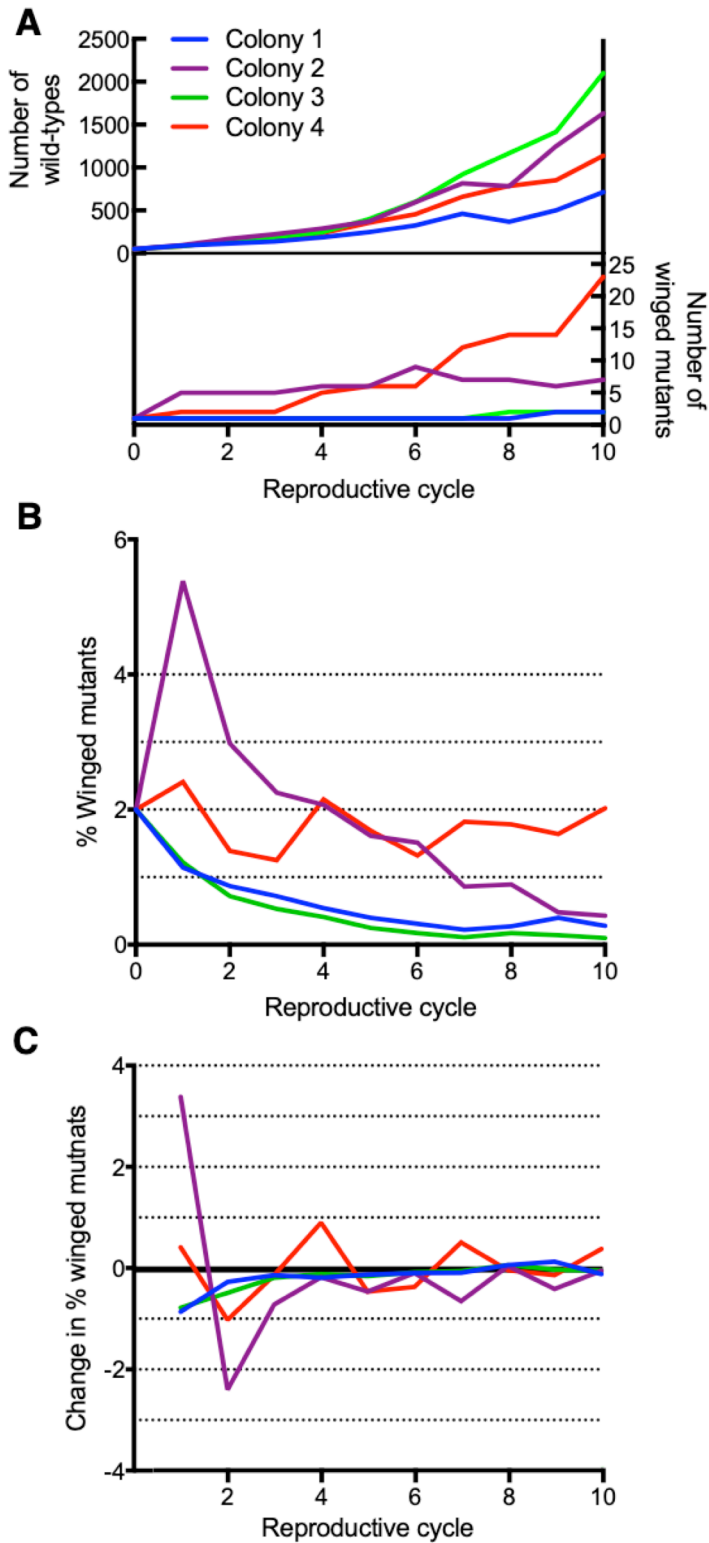 A
Number of
wild-types
2500
2000
1500
1000
500
0
Colony 1
Colony 2
Colony 3
Colony 4
25
20
15
10
5
0
Number of
winged mutants
0 2 4 6 8 10
Reproductive cycle
B
% Winged mutants
6
4
2
0
0 2 4 6 8 10
Reproductive cycle
C
Change in % winged mutnats
4
2
0
-2
-4
2 4 6 8 10
Reproductive cycle